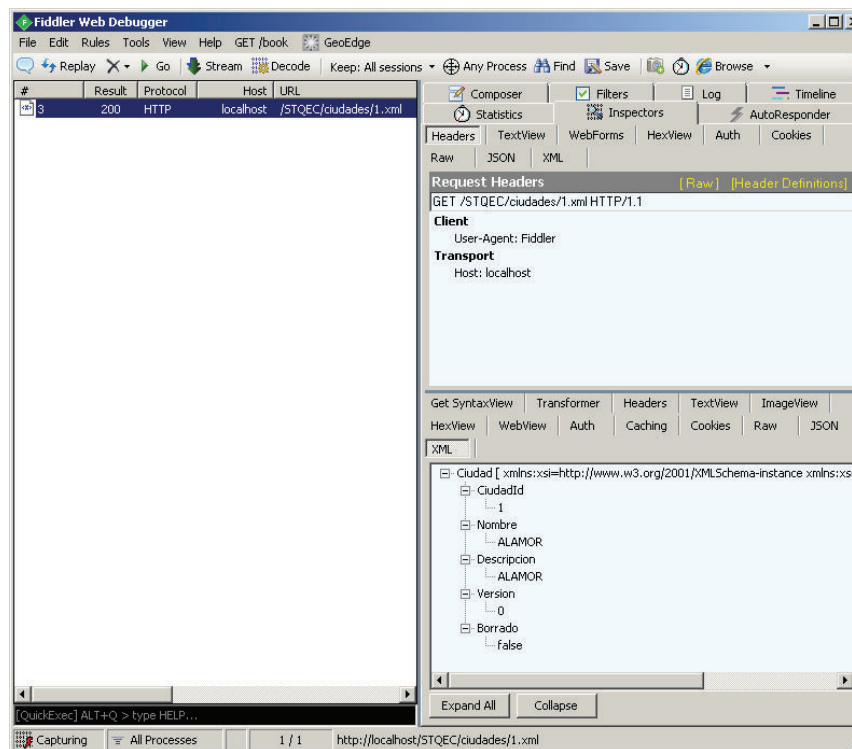 Fiddler Web Debugger
File Edit Rules Tools View Help GET /book GeoEdge
Replay Go Stream Decode Keep: All sessions Any Process Find Save Browse
# Result Protocol Host URL
3 200 HTTP localhost /STQEC/ciudades/1.xml
Composer Filters Log Timeline
Statistics Inspectors AutoResponder
Headers TextView WebForms HexView Auth Cookies
Raw JSON XML
Request Headers [Raw] [Header Definitions]
GET /STQEC/ciudades/1.xml HTTP/1.1
Client
User-Agent: Fiddler
Transport
Host: localhost
Get SyntaxView Transformer Headers TextView ImageView
HexView WebView Auth Caching Cookies Raw JSON
XML
Ciudad [ xmlns:xsi=http://www.w3.org/2001/XMLSchema-instance xmlns:xs
CiudadId
1
Nombre
ALAMOR
Descripcion
ALAMOR
Version
0
Borrado
false
Expand All Collapse
[QuickExec] ALT+Q > type HELP...
Capturing All Processes 1 / 1 http://localhost/STQEC/ciudades/1.xml